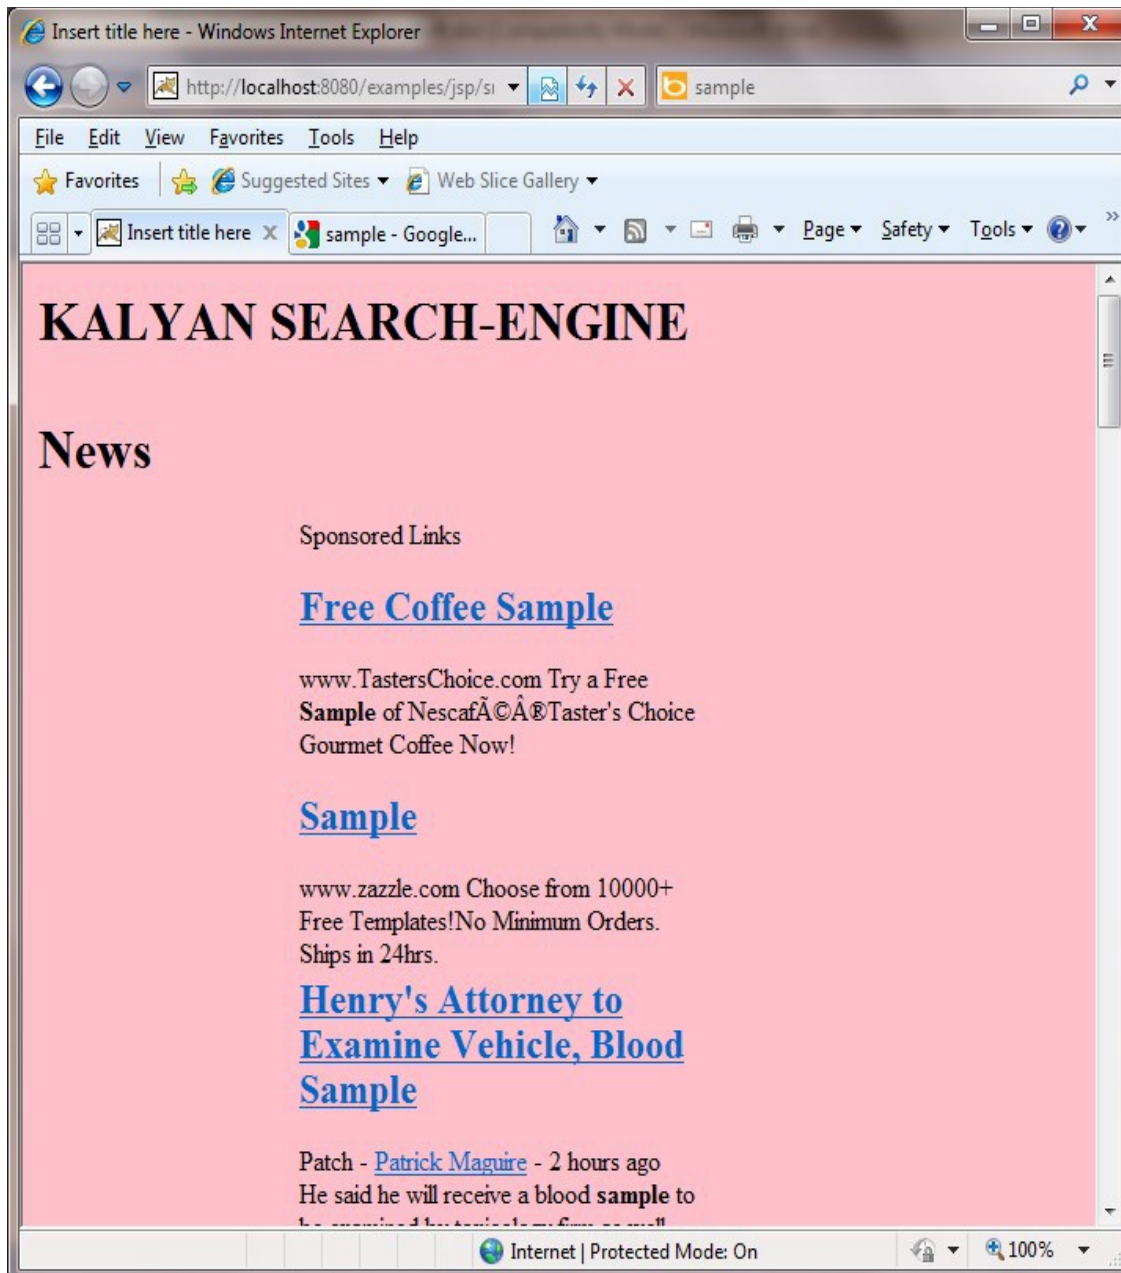 Insert title here - Windows Internet Explorer
http://localhost:8080/examples/jsp/
sample
File Edit View Favorites Tools Help
Favorites Suggested Sites Web Slice Gallery
Insert title here sample - Google... Page Safety Tools
KALYAN SEARCH-ENGINE
News
Sponsored Links
Free Coffee Sample
www.TastersChoice.com Try a Free
Sample of NescafÃ©Â®Taster's Choice
Gourmet Coffee Now!
Sample
www.zazzle.com Choose from 10000+
Free Templates!No Minimum Orders.
Ships in 24hrs.
Henry's Attorney to
Examine Vehicle, Blood
Sample
Patch - Patrick Maguire - 2 hours ago
He said he will receive a blood sample to
Internet | Protected Mode: On 100%